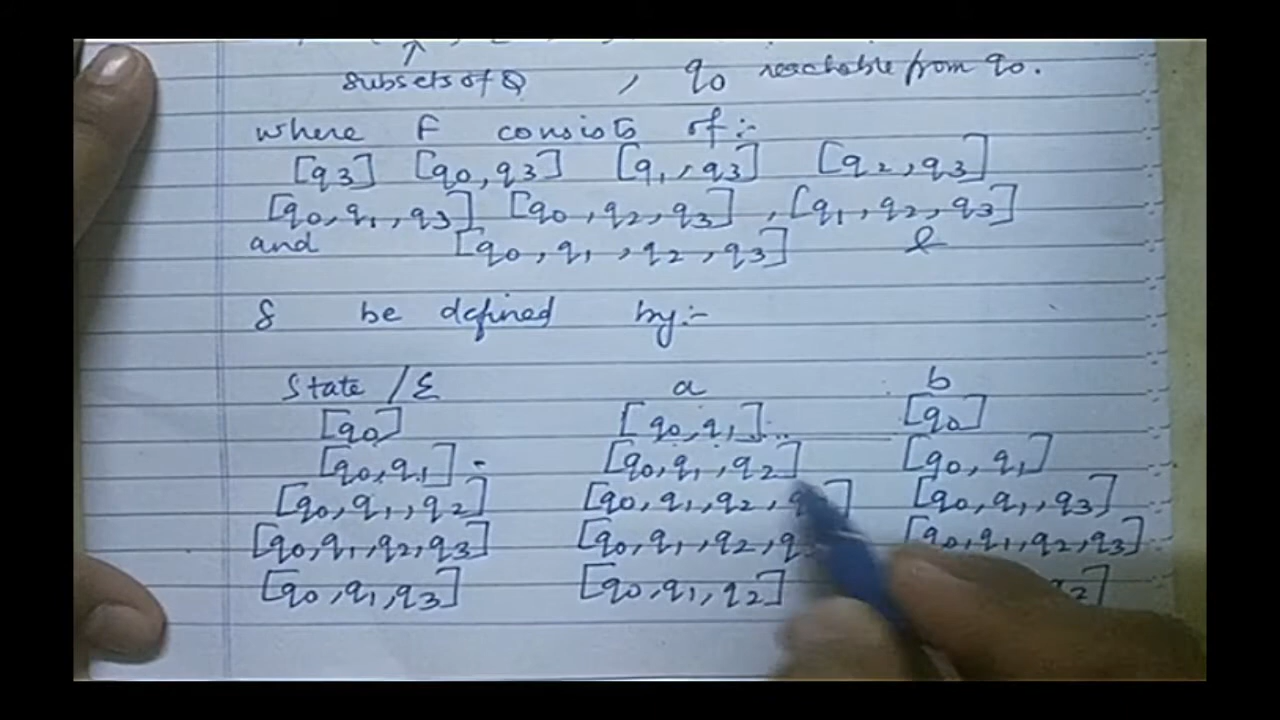 subsets of Q , q0 reachable from q0.
where F consists of:-
[q3] [q0,q3] [q1,q3] [q2,q3]
[q0,q1,q3] [q0,q2,q3] ,[q1,q2,q3]
and [q0,q1,q2,q3] &
δ be defined by:-
State /Σ a b
[q0] [q0,q1] [q0]
[q0,q1] - [q0,q1,q2] [q0,q1]
[q0,q1,q2] [q0,q1,q2, [q0,q1,q3]
[q0,q1,q2,q3] [q0,q1,q2, [q0,q1,q2,q3]
[q0,q1,q3] [q0,q1,q2]